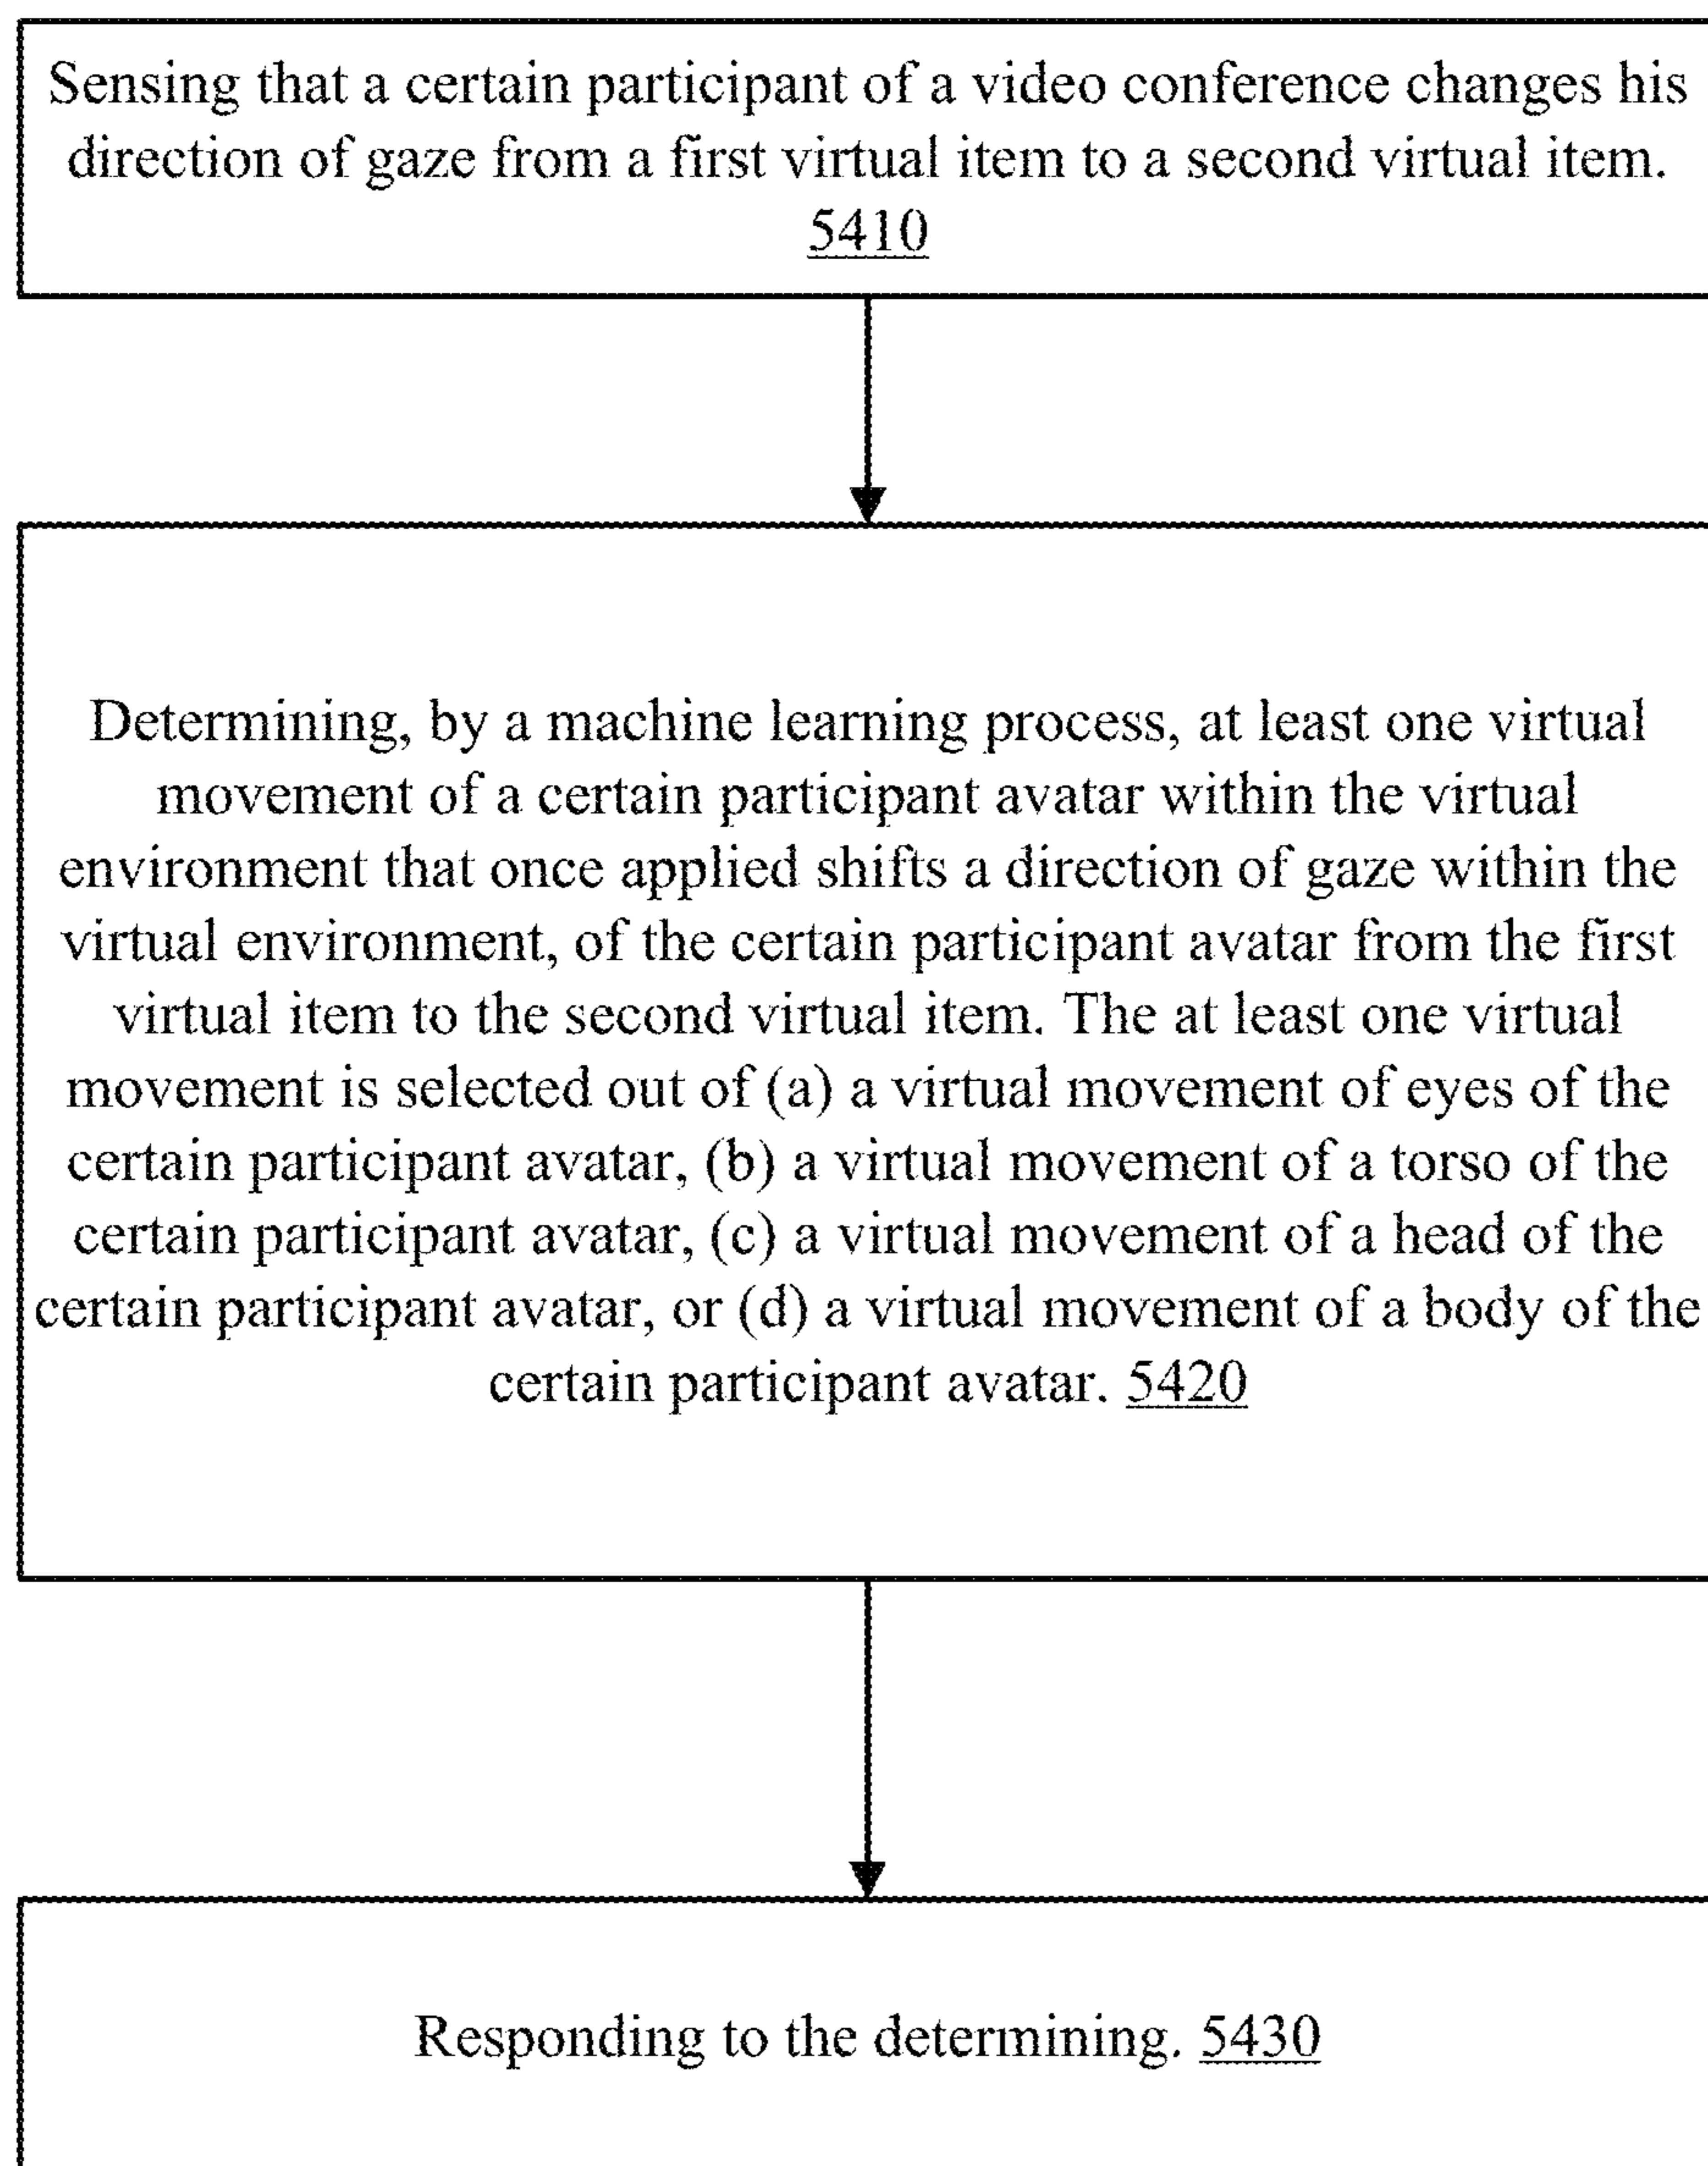 Sensing that a certain participant of a video conference changes his
direction of gaze from a first virtual item to a second virtual item.
5410
Determining, by a machine learning process, at least one virtual
movement of a certain participant avatar within the virtual
environment that once applied shifts a direction of gaze within the
virtual environment, of the certain participant avatar from the first
virtual item to the second virtual item. The at least one virtual
movement is selected out of (a) a virtual movement of eyes of the
certain participant avatar, (b) a virtual movement of a torso of the
certain participant avatar, (c) a virtual movement of a head of the
certain participant avatar, or (d) a virtual movement of a body of the
certain participant avatar. 5420
Responding to the determining. 5430